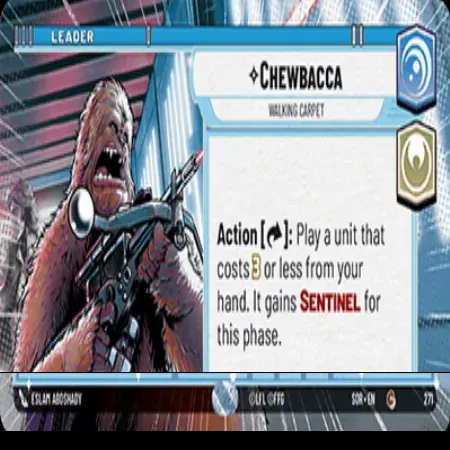 LEADER
CHEWBACCA
WALKING CARPET
Action [ ]: Play a unit that
costs 3 or less from your
hand. It gains SENTINEL for
this phase.
ESLAM ABOSHADY
©LFL ©FFG
SOR • EN
C
271